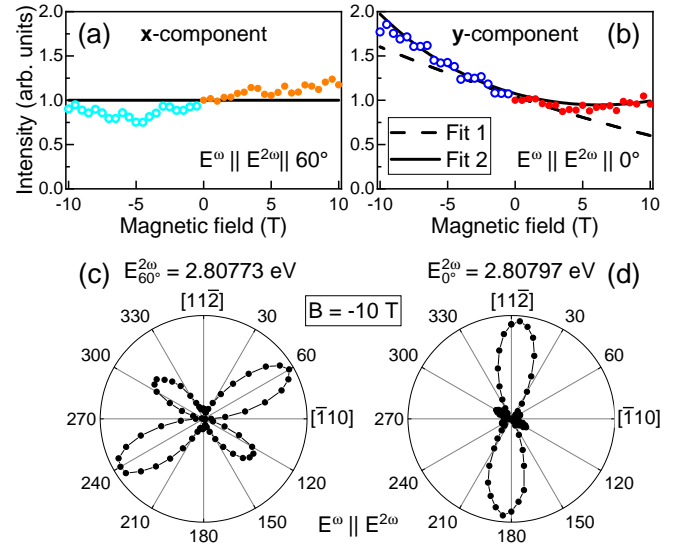 (a) x-component
(b) y-component
Intensity (arb. units)
2.0
1.5
1.0
0.5
0.0
E^ω || E^2ω || 60°
-10 -5 0 5 10
Magnetic field (T)
2.0
1.5
1.0
0.5
0.0
Fit 1
Fit 2
E^ω || E^2ω || 0°
-10 -5 0 5 10
Magnetic field (T)
(c)
E^2ω_60° = 2.80773 eV
E^2ω_0° = 2.80797 eV
(d)
B = -10 T
[112̅]
330 30
300 60
270 [1̅10]
240 120
210 150
180
[112̅]
330 30
300 60
270 [1̅10]
240 120
210 150
180
E^ω || E^2ω